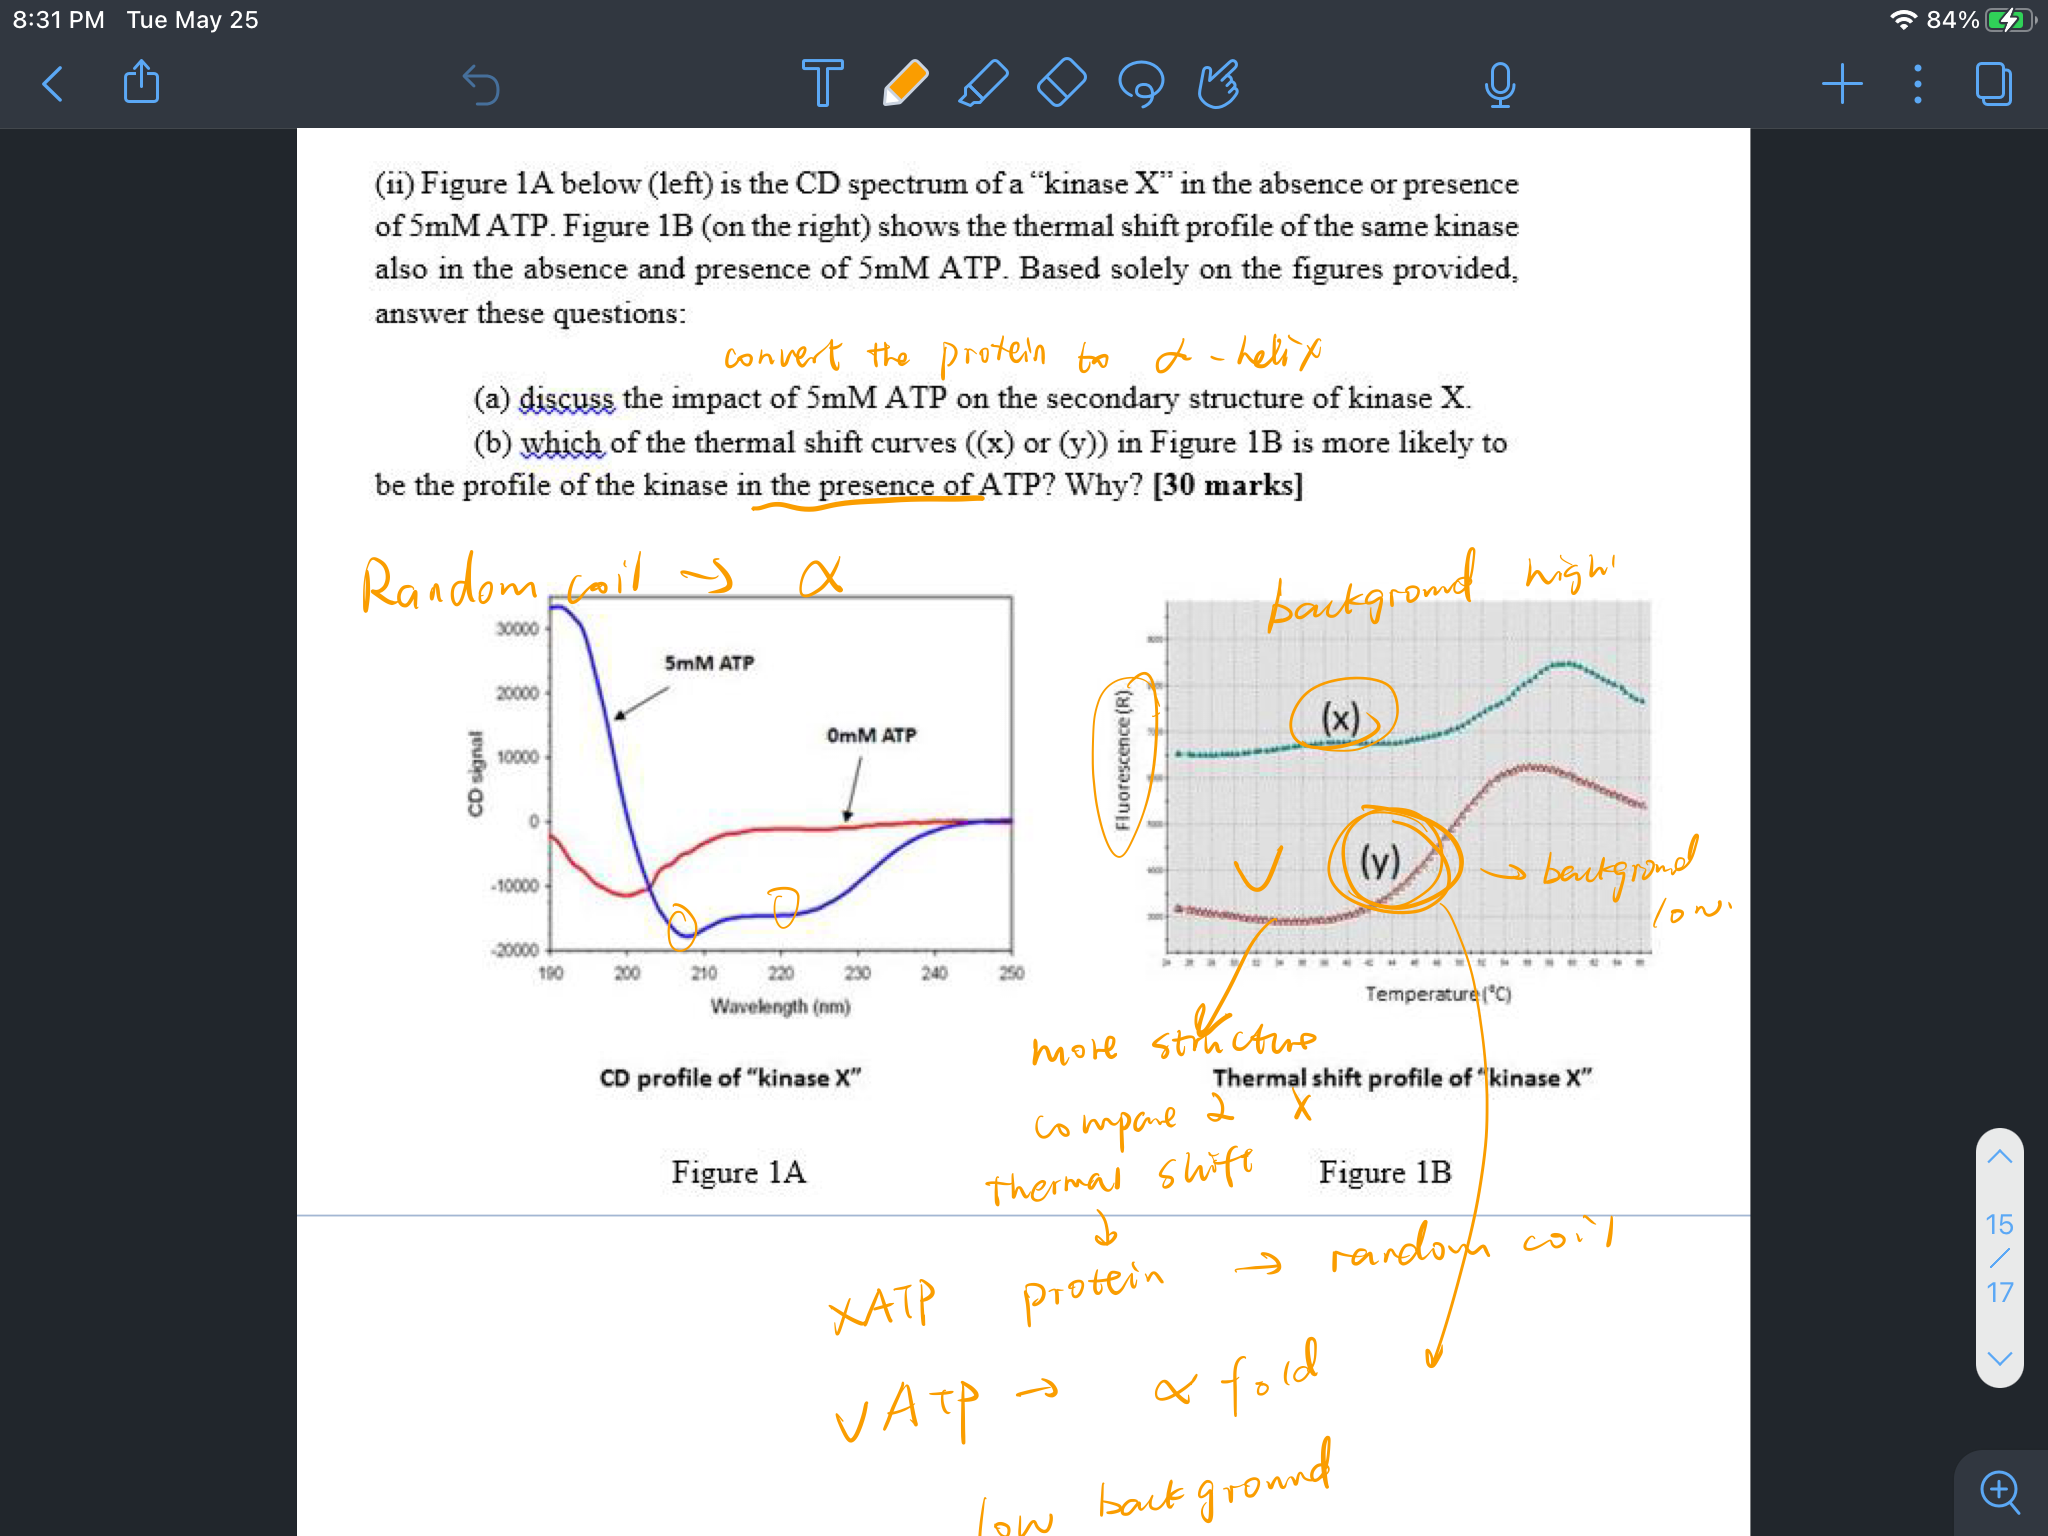 8:31 PM Tue May 25
84%
(ii) Figure 1A below (left) is the CD spectrum of a “kinase X” in the absence or presence
of 5mM ATP. Figure 1B (on the right) shows the thermal shift profile of the same kinase
also in the absence and presence of 5mM ATP. Based solely on the figures provided,
answer these questions:
convert the protein to α-helix
(a) discuss the impact of 5mM ATP on the secondary structure of kinase X.
(b) which of the thermal shift curves ((x) or (y)) in Figure 1B is more likely to
be the profile of the kinase in the presence of ATP? Why? [30 marks]
Random coil → α
background high
30000
20000
10000
0
-10000
-20000
CD signal
5mM ATP
0mM ATP
190 200 210 220 230 240 250
Wavelength (nm)
Fluorescence (R)
(x)
(y)
→ background
low.
Temperature (°C)
more structure
CD profile of “kinase X”
Thermal shift profile of “kinase X”
compare 2 X
thermal shift
Figure 1A
Figure 1B
↓
XATP protein → random coil
√ATP → α fold
low background
15
/
17